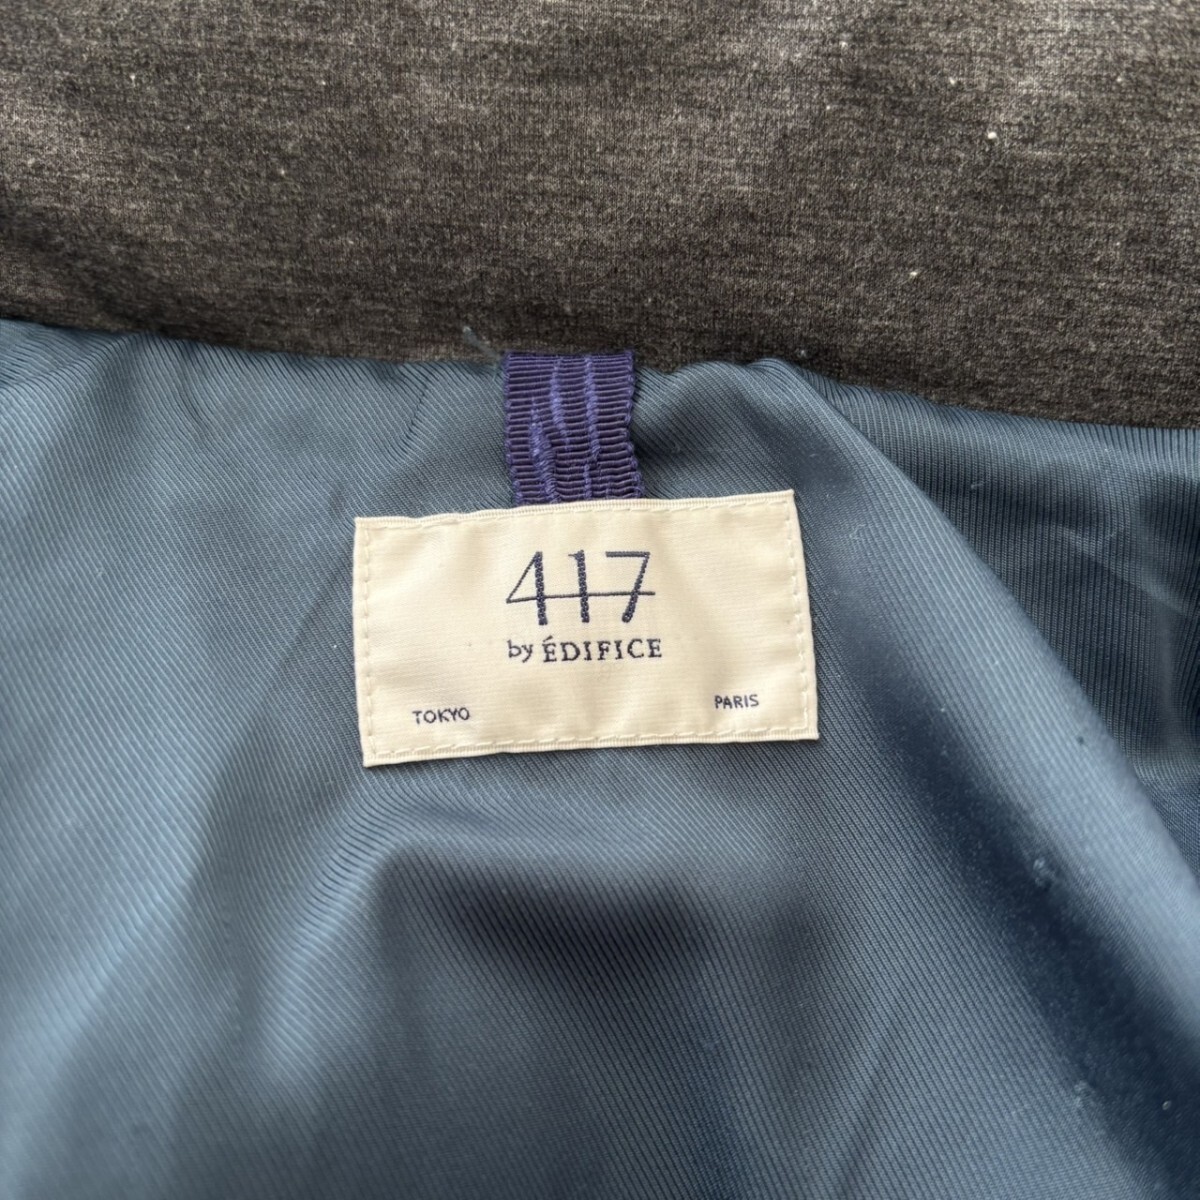 417
by ÉDIFICE
TOKYO PARIS